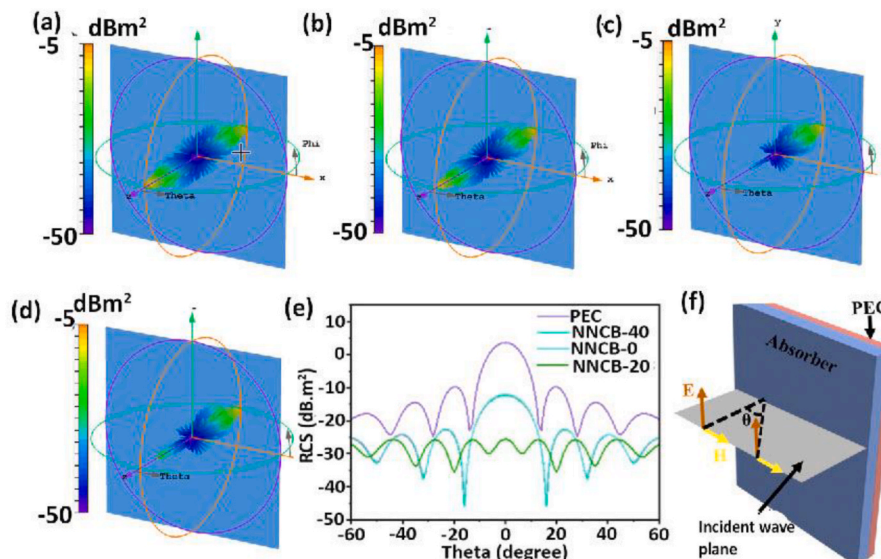 (a)
dBm²
-5
-50
Phi
x
Theta
z
(b)
dBm²
-5
-50
Phi
x
Theta
z
(c)
dBm²
-5
-50
y
Phi
x
Theta
z
(d)
dBm²
-5
-50
Theta
(e)
RCS (dB.m²)
15
10
0
-10
-20
-30
-40
-50
PEC
NNCB-40
NNCB-0
NNCB-20
-60
-40
-20
0
20
40
60
Theta (degree)
(f)
PEC
Absorber
E
θ
H
Incident wave
plane